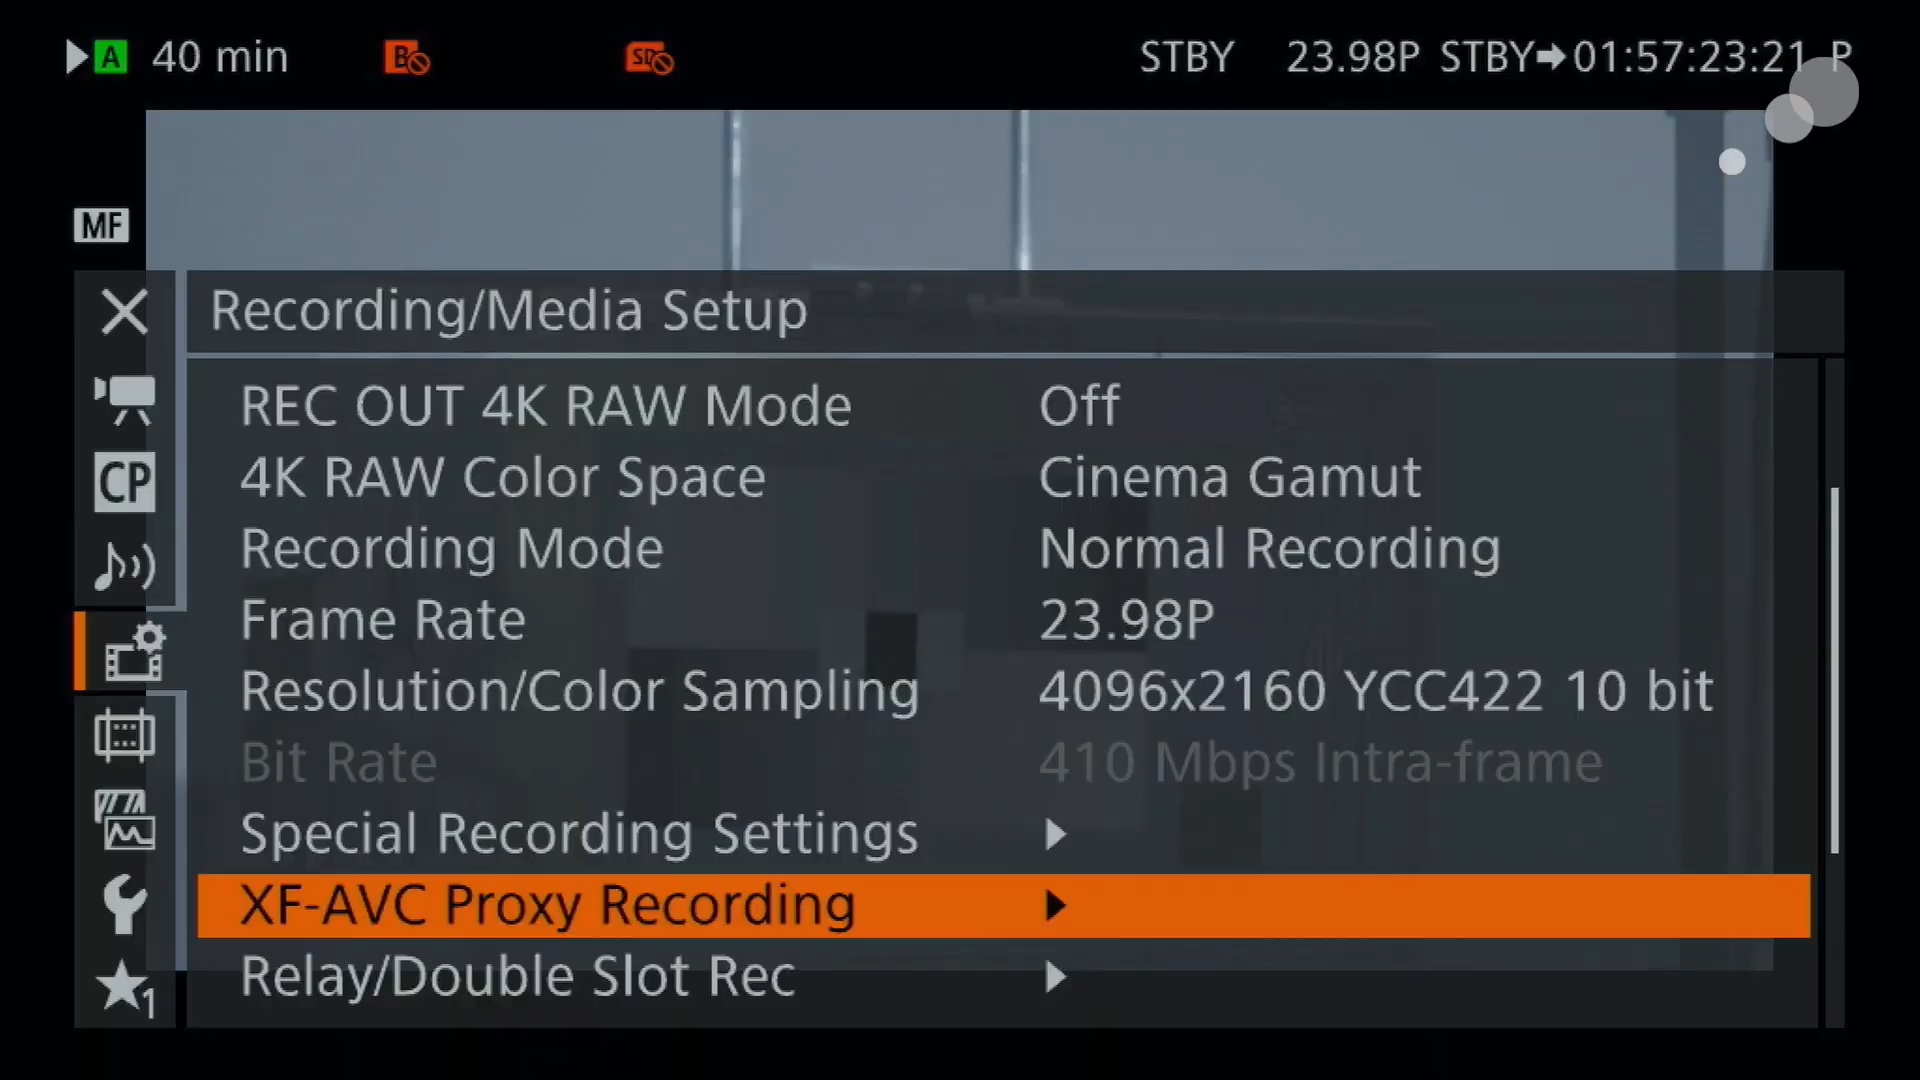 A 40 min B SD STBY 23.98P STBY➡01:57:23:21 P
MF
Recording/Media Setup
REC OUT 4K RAW Mode Off
CP 4K RAW Color Space Cinema Gamut
Recording Mode Normal Recording
Frame Rate 23.98P
Resolution/Color Sampling 4096x2160 YCC422 10 bit
Bit Rate 410 Mbps Intra-frame
Special Recording Settings
XF-AVC Proxy Recording
Relay/Double Slot Rec
1